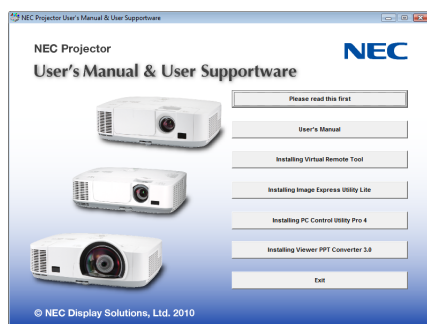 NEC Projector User's Manual & User Supportware
NEC Projector
NEC
User's Manual & User Supportware
Please read this first
User's Manual
Installing Virtual Remote Tool
Installing Image Express Utility Lite
Installing PC Control Utility Pro 4
Installing Viewer PPT Converter 3.0
Exit
© NEC Display Solutions, Ltd. 2010